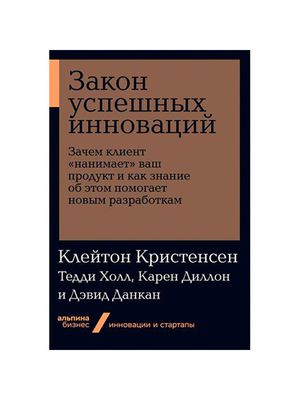 Закон
успешных
инноваций
Зачем клиент
«нанимает» ваш
продукт и как знание
об этом помогает
новым разработкам
Клейтон Кристенсен
Тедди Холл, Карен Диллон
и Дэвид Данкан
альпина
бизнес
инновации и стартапы